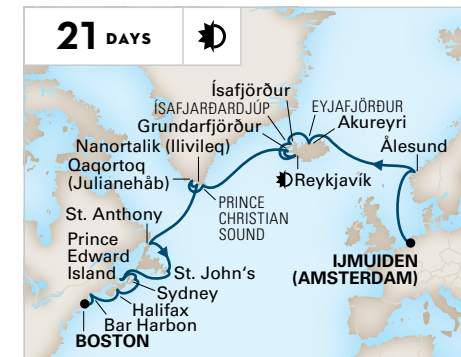 21 DAYS
Ísafjörður
ÍSAFJARÐARDJÚP
EYJAFJÖRÐUR
Grundarfjörður
Akureyri
Nanortalik (Ilivileq)
Ålesund
Qaqortoq
(Julianehåb)
Reykjavík
PRINCE
CHRISTIAN
SOUND
St. Anthony
Prince
Edward
Island
IJMUIDEN
(AMSTERDAM)
St. John's
Sydney
Halifax
Bar Harbon
BOSTON